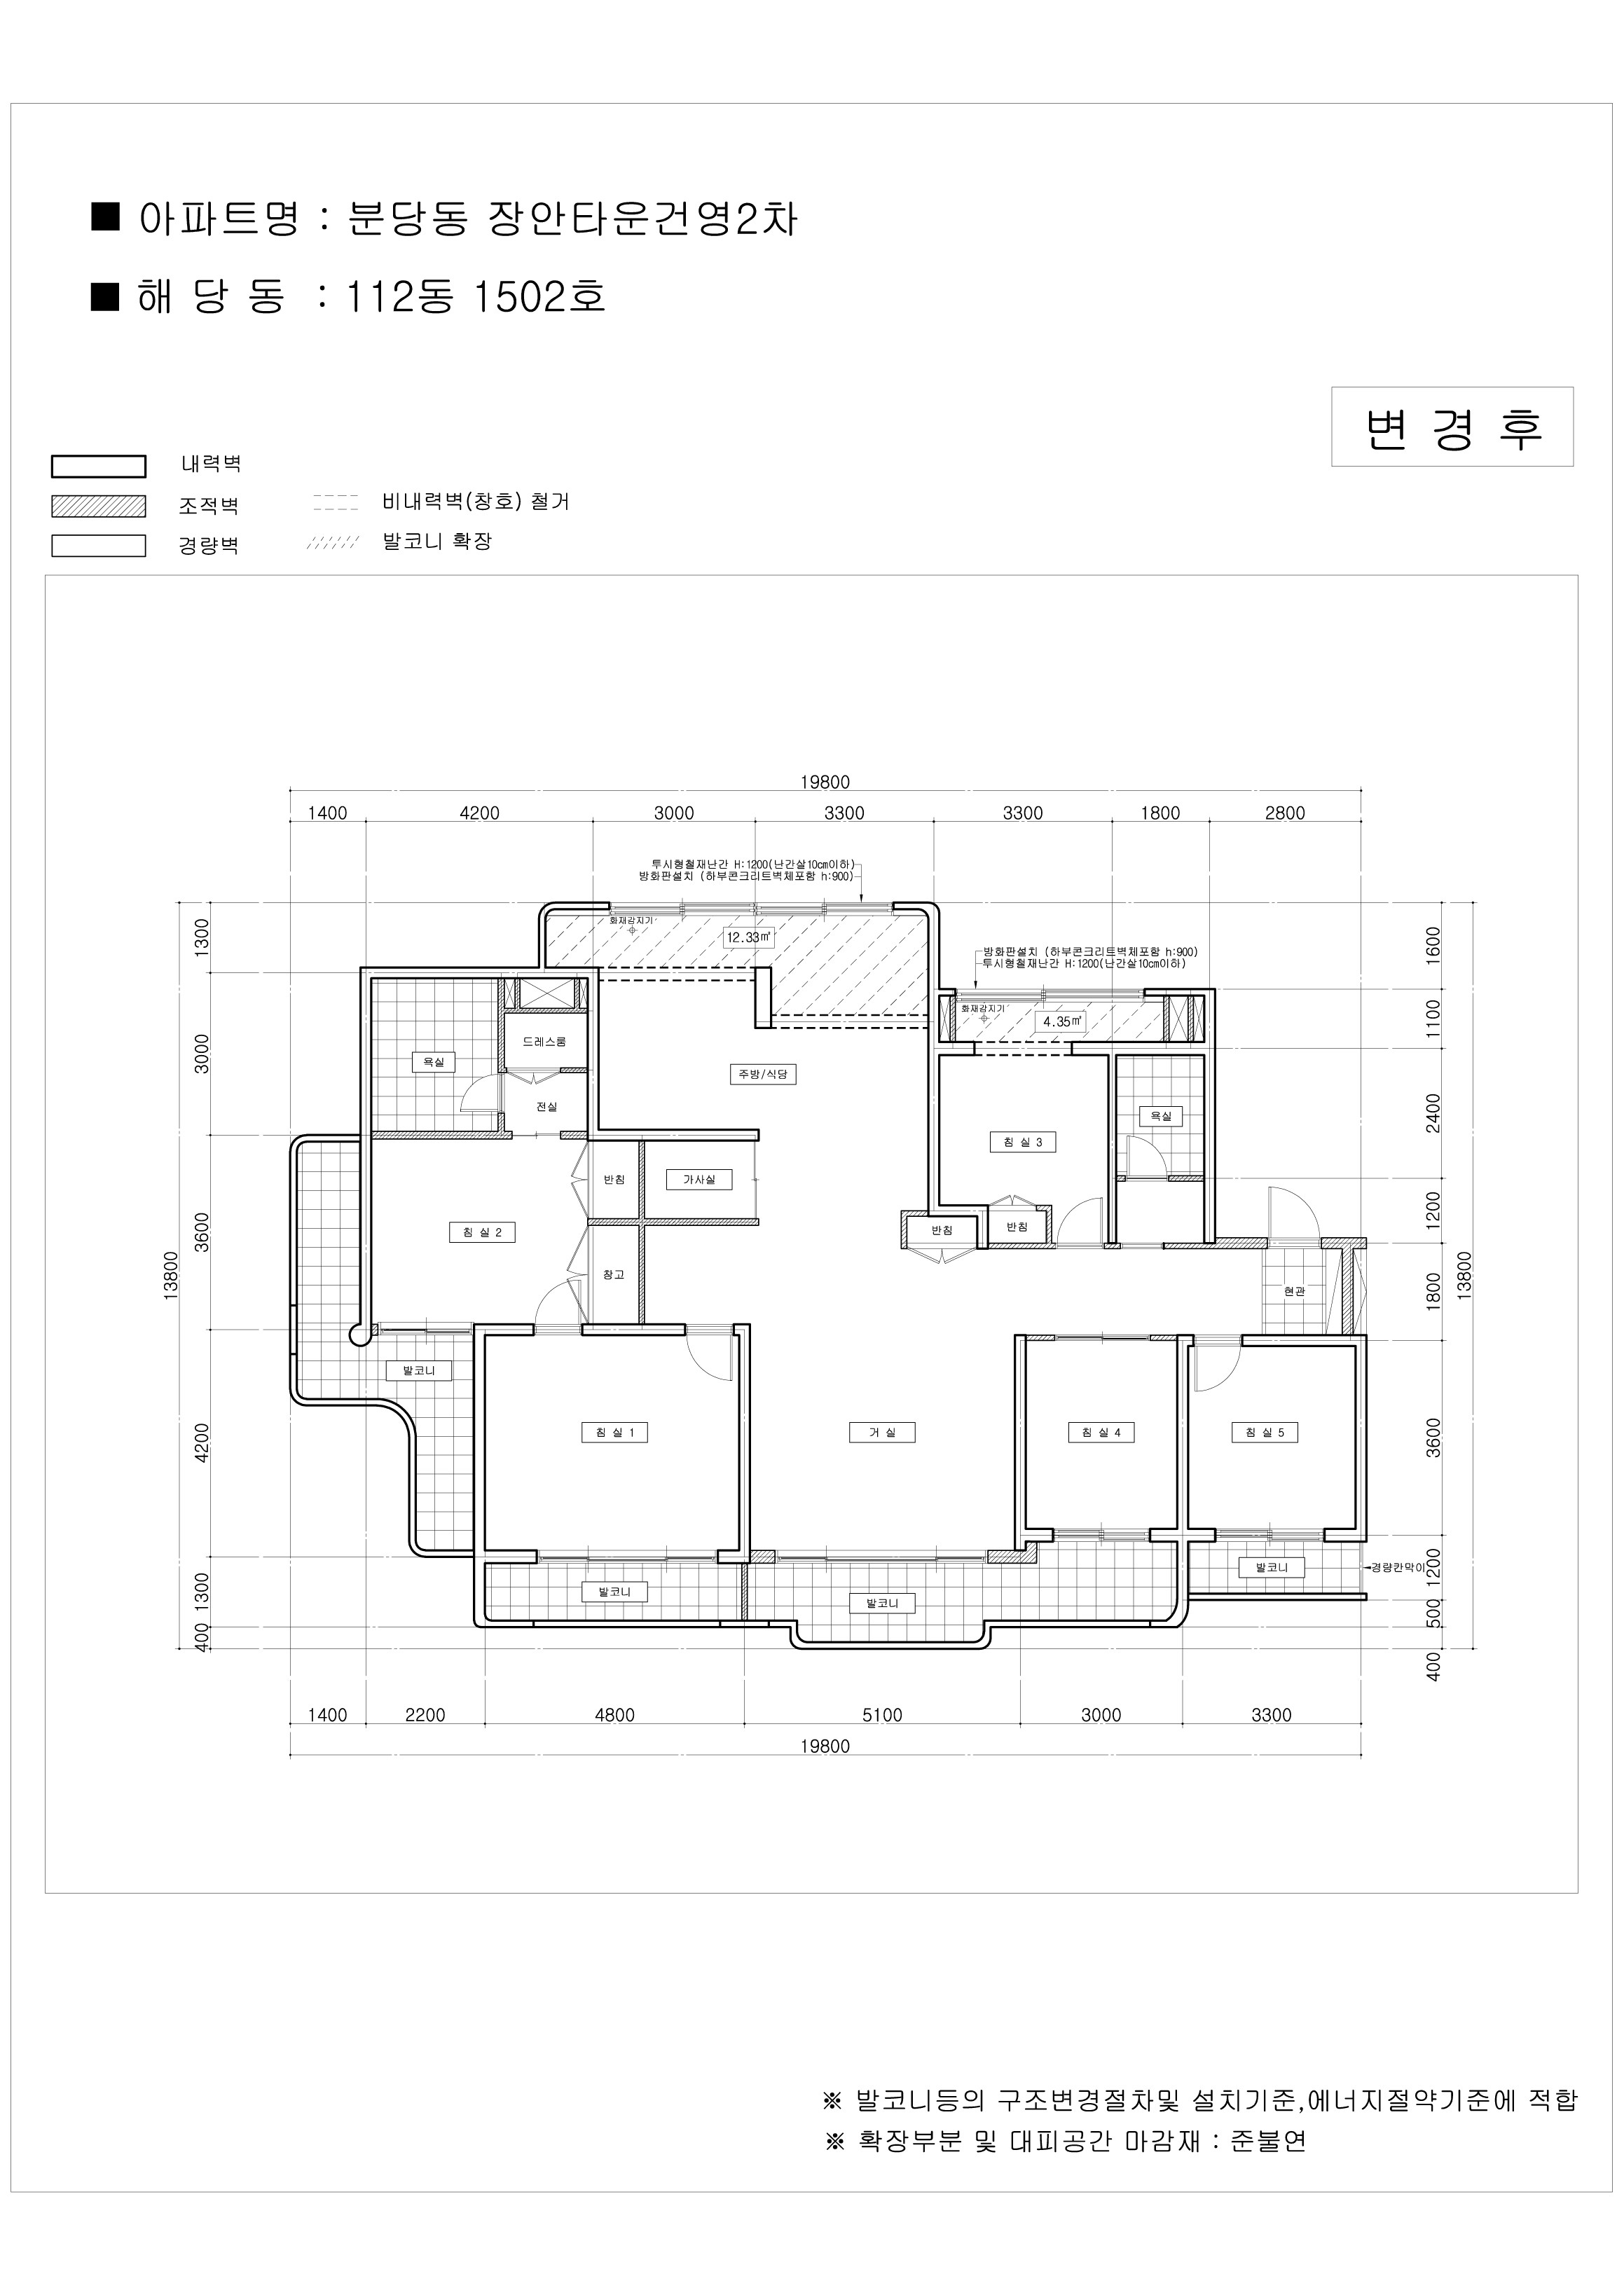 ■ 아파트명 : 분당동 장안타운건영2차
■ 해 당 동 : 112동 1502호
변 경 후
내력벽
조적벽
비내력벽(창호) 철거
경량벽
발코니 확장
19800
1400 4200 3000 3300 3300 1800 2800
투시형철재난간 H:1200(난간살10cm이하)
방화판설치 (하부콘크리트벽체포함 h:900)
화재감지기
12.33㎡
방화판설치 (하부콘크리트벽체포함 h:900)
투시형철재난간 H:1200(난간살10cm이하)
화재감지기
4.35㎡
드레스룸
욕실
주방/식당
전실
욕실
침 실 3
반침
가사실
침 실 2
반침
반침
창고
현관
발코니
침 실 1
거 실
침 실 4
침 실 5
발코니
경량칸막이
발코니
발코니
13800
1300
3000
3600
4200
1300
400
1600
1100
2400
1200
1800
3600
1200
500
400
13800
1400 2200 4800 5100 3000 3300
19800
※ 발코니등의 구조변경절차및 설치기준,에너지절약기준에 적합
※ 확장부분 및 대피공간 마감재 : 준불연